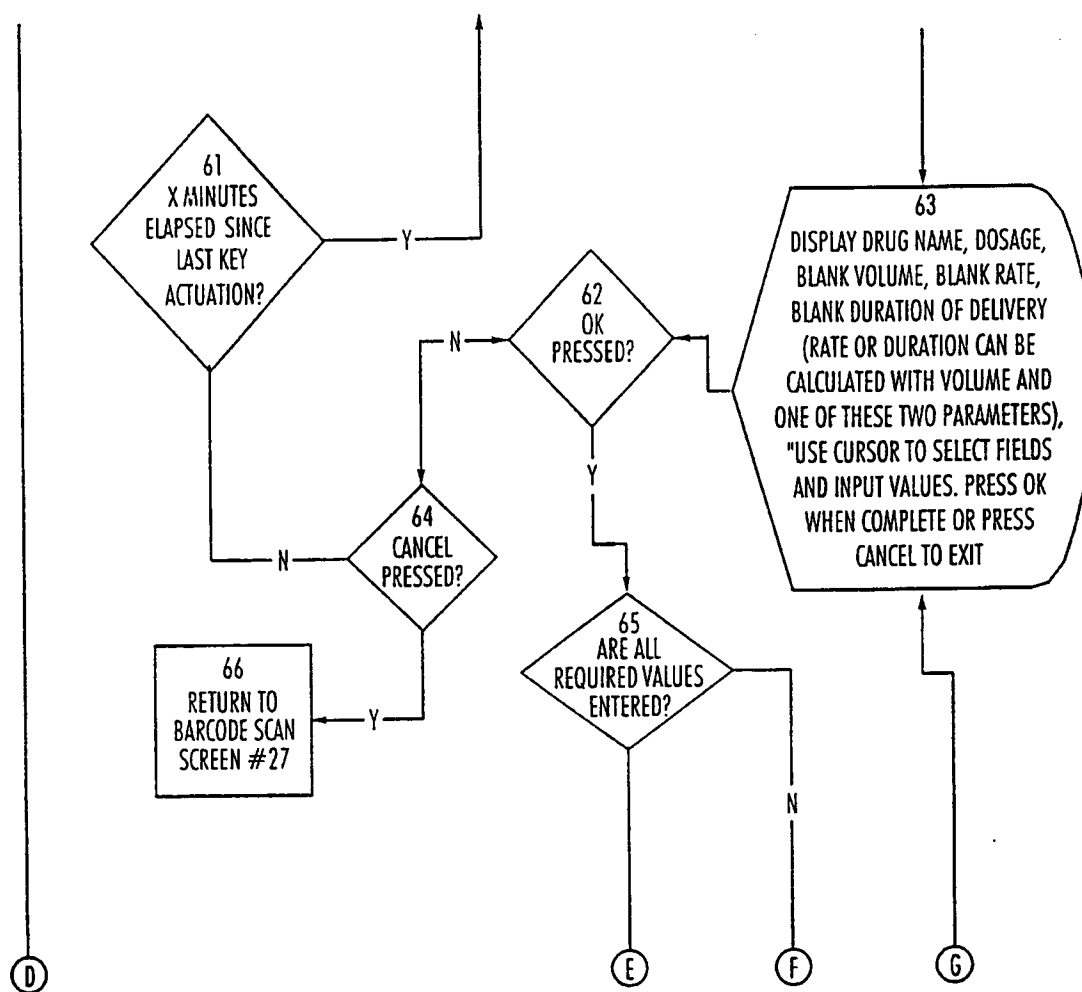 61
X MINUTES
ELAPSED SINCE
LAST KEY
ACTUATION?
Y
62
OK
PRESSED?
N
Y
63
DISPLAY DRUG NAME, DOSAGE,
BLANK VOLUME, BLANK RATE,
BLANK DURATION OF DELIVERY
(RATE OR DURATION CAN BE
CALCULATED WITH VOLUME AND
ONE OF THESE TWO PARAMETERS),
"USE CURSOR TO SELECT FIELDS
AND INPUT VALUES. PRESS OK
WHEN COMPLETE OR PRESS
CANCEL TO EXIT
64
CANCEL
PRESSED?
N
Y
65
ARE ALL
REQUIRED VALUES
ENTERED?
N
66
RETURN TO
BARCODE SCAN
SCREEN #27
D
E
F
G